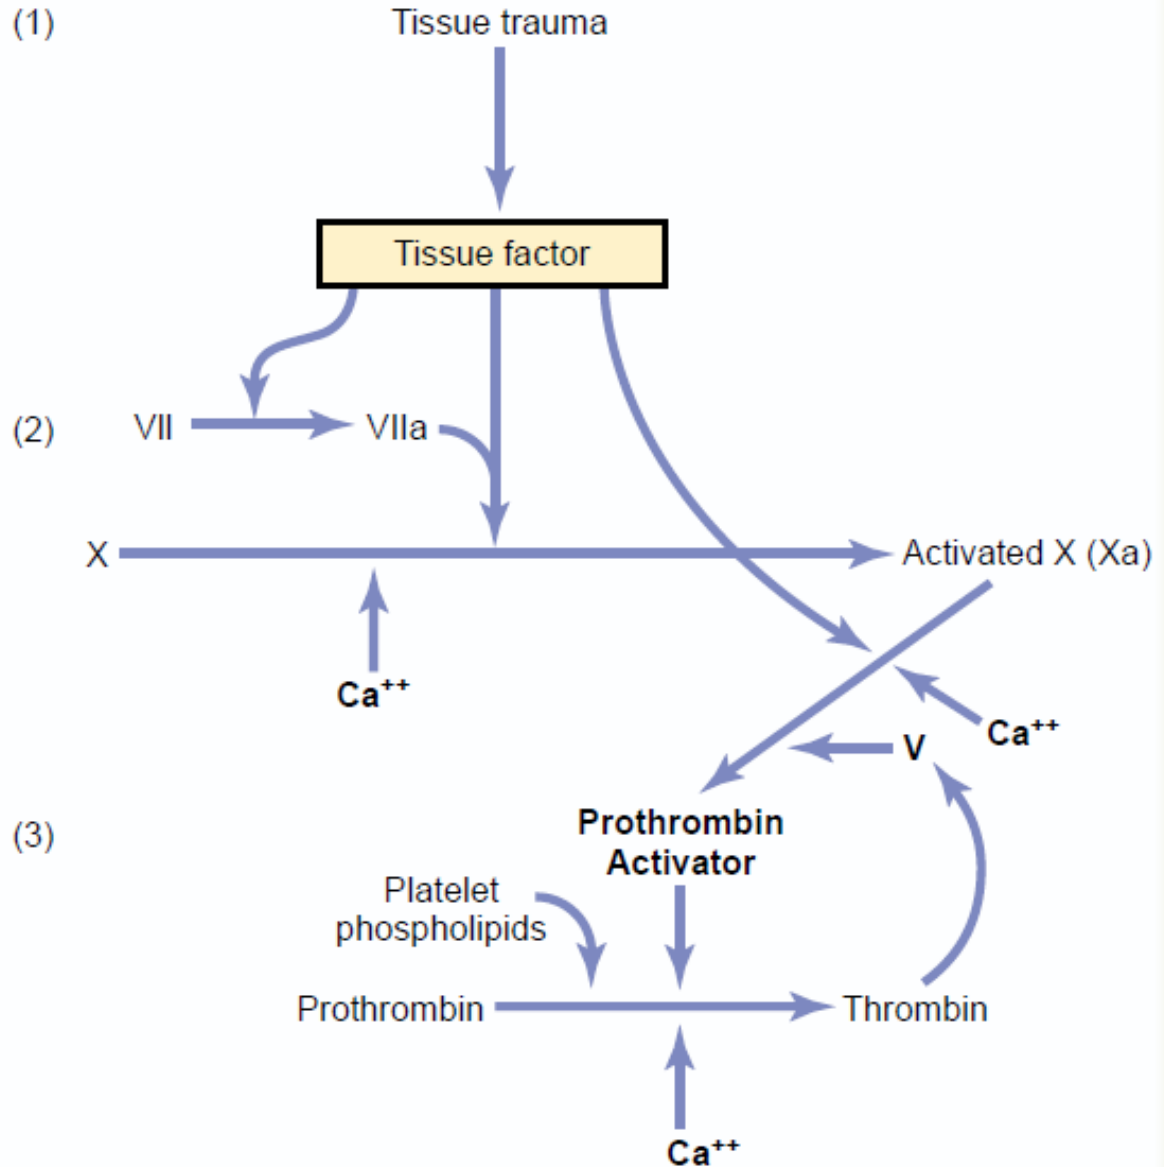 (1)
Tissue trauma
Tissue factor
(2)
VII
VIIa
X
Activated X (Xa)
Ca⁺⁺
Ca⁺⁺
V
(3)
Prothrombin
Activator
Platelet
phospholipids
Prothrombin
Thrombin
Ca⁺⁺